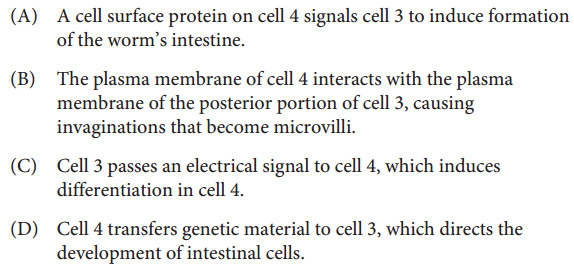 (A) A cell surface protein on cell 4 signals cell 3 to induce formation
of the worm’s intestine.
(B) The plasma membrane of cell 4 interacts with the plasma
membrane of the posterior portion of cell 3, causing
invaginations that become microvilli.
(C) Cell 3 passes an electrical signal to cell 4, which induces
differentiation in cell 4.
(D) Cell 4 transfers genetic material to cell 3, which directs the
development of intestinal cells.